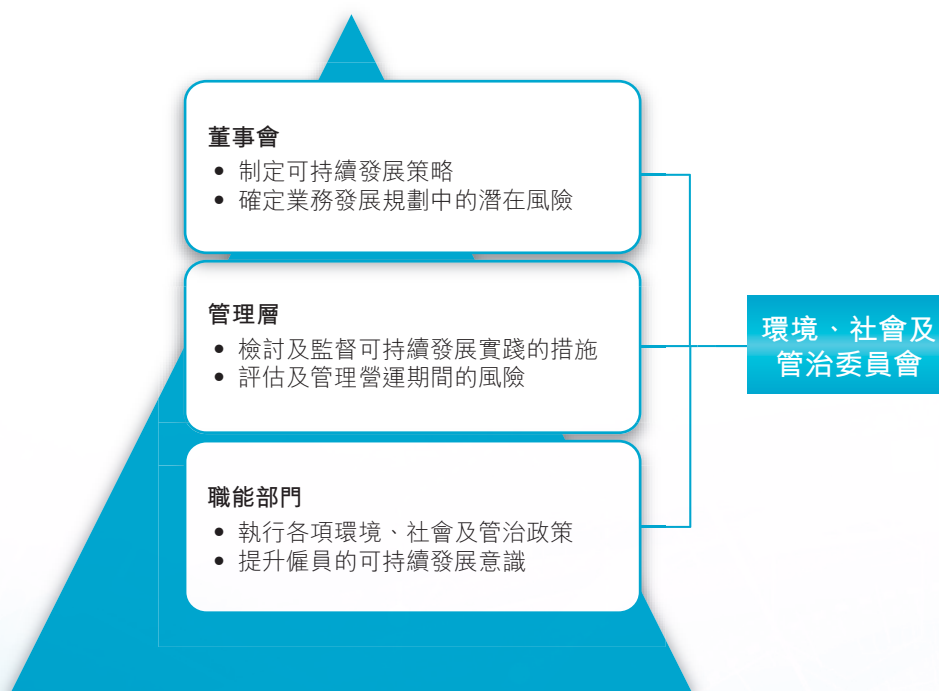 董事會
• 制定可持續發展策略
• 確定業務發展規劃中的潛在風險
管理層
• 檢討及監督可持續發展實踐的措施
• 評估及管理營運期間的風險
環境、社會及
管治委員會
職能部門
• 執行各項環境、社會及管治政策
• 提升僱員的可持續發展意識